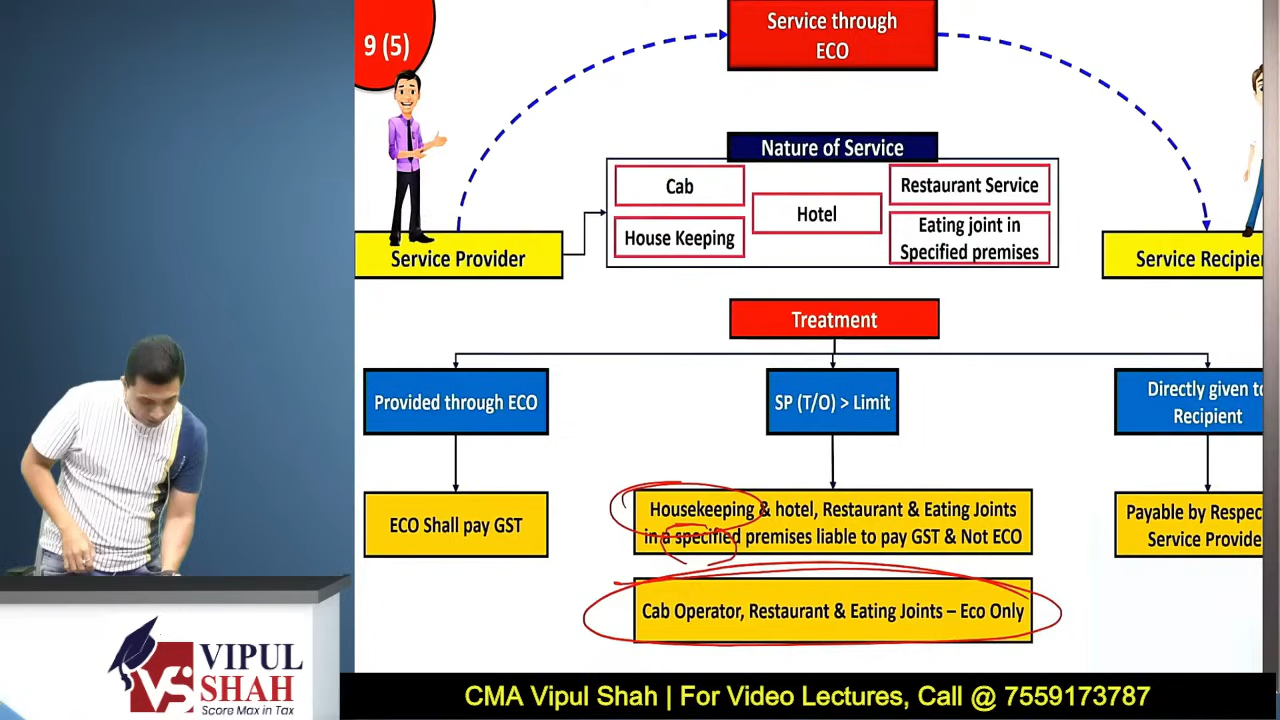 9 (5)
Service through
ECO
Nature of Service
Cab
House Keeping
Hotel
Restaurant Service
Eating joint in
Specified premises
Service Provider
Service Recipien
Treatment
Provided through ECO
SP (T/O) > Limit
Directly given to
Recipient
ECO Shall pay GST
Housekeeping & hotel, Restaurant & Eating Joints
in a specified premises liable to pay GST & Not ECO
Payable by Respec
Service Provide
Cab Operator, Restaurant & Eating Joints – Eco Only
VIPUL
SHAH
Score Max in Tax
CMA Vipul Shah | For Video Lectures, Call @ 7559173787